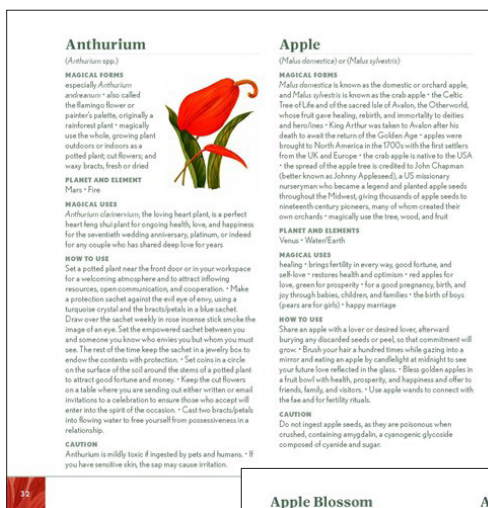 Anthurium
(Anthurium spp.)
MAGICAL FORMS
especially Anthurium
andreanum • also called
the flamingo flower or
painter's palette, originally a
rainforest plant • magically
use the whole, growing plant
outdoors or indoors as a
potted plant; cut flowers; and
waxy bracts, fresh or dried
PLANET AND ELEMENT
Mars • Fire
MAGICAL USES
Anthurium clarinervium, the loving heart plant, is a perfect
heart feng shui plant for ongoing health, love, and happiness
for the seventieth wedding anniversary, platinum, or indeed
for any couple who has shared deep love for years
HOW TO USE
Set a potted plant near the front door or in your workspace
for a welcoming atmosphere and to attract inflowing
resources, open communication, and cooperation. • Make
a protection sachet against the evil eye of envy, using a
turquoise crystal and the bracts/petals in a blue sachet.
Draw over the sachet weekly in rose incense stick smoke the
image of an eye. Set the empowered sachet between you
and someone you know who envies you but whom you must
see. The rest of the time keep the sachet in a jewelry box to
endow the contents with protection. • Set coins in a circle
on the surface of the soil around the stems of a potted plant
to attract good fortune and money. • Keep the cut flowers
on a table where you are sending out either written or email
invitations to a celebration to ensure those who accept will
enter into the spirit of the occasion. • Cast two bracts/petals
into flowing water to free yourself from possessiveness in a
relationship.
CAUTION
Anthurium is mildly toxic if ingested by pets and humans. • If
you have sensitive skin, the sap may cause irritation.
32
Apple
(Malus domestica) or (Malus sylvestris)
MAGICAL FORMS
Malus domestica is known as the domestic or orchard apple,
and Malus sylvestris is known as the crab apple • the Celtic
Tree of Life and of the sacred Isle of Avalon, the Otherworld,
whose fruit gave healing, rebirth, and immortality to deities
and hero/ines • King Arthur was taken to Avalon after his
death to await the return of the Golden Age • apples were
brought to North America in the 1700s with the first settlers
from the UK and Europe • the crab apple is native to the USA
• the spread of the apple tree is credited to John Chapman
(better known as Johnny Appleseed), a US missionary
nurseryman who became a legend and planted apple seeds
throughout the Midwest, giving thousands of apple seeds to
nineteenth century pioneers, many of whom created their
own orchards • magically use the tree, wood, and fruit
PLANET AND ELEMENTS
Venus • Water/Earth
MAGICAL USES
healing • brings fertility in every way, good fortune, and
self-love • restores health and optimism • red apples for
love, green for prosperity • for a good pregnancy, birth, and
joy through babies, children, and families • the birth of boys
(pears are for girls) • happy marriage
HOW TO USE
Share an apple with a lover or desired lover, afterward
burying any discarded seeds or peel, so that commitment will
grow. • Brush your hair a hundred times while gazing into a
mirror and eating an apple by candlelight at midnight to see
your future love reflected in the glass. • Bless golden apples in
a fruit bowl with health, prosperity, and happiness and offer to
friends, family, and visitors. • Use apple wands to connect with
the fae and for fertility rituals.
CAUTION
Do not ingest apple seeds, as they are poisonous when
crushed, containing amygdalin, a cyanogenic glycoside
composed of cyanide and sugar.
Apple Blossom
A